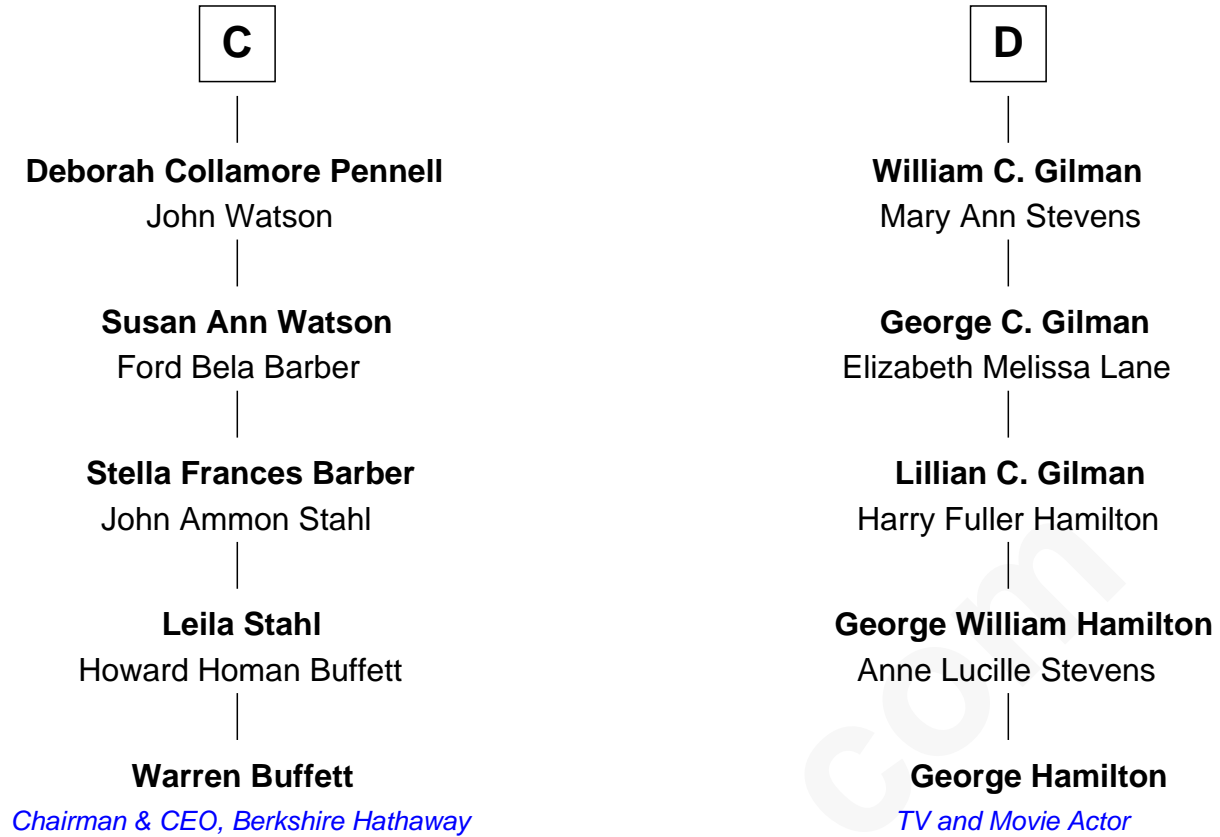 C
Deborah Collamore Pennell
John Watson
Susan Ann Watson
Ford Bela Barber
Stella Frances Barber
John Ammon Stahl
Leila Stahl
Howard Homan Buffett
Warren Buffett
Chairman & CEO, Berkshire Hathaway
D
William C. Gilman
Mary Ann Stevens
George C. Gilman
Elizabeth Melissa Lane
Lillian C. Gilman
Harry Fuller Hamilton
George William Hamilton
Anne Lucille Stevens
George Hamilton
TV and Movie Actor
com